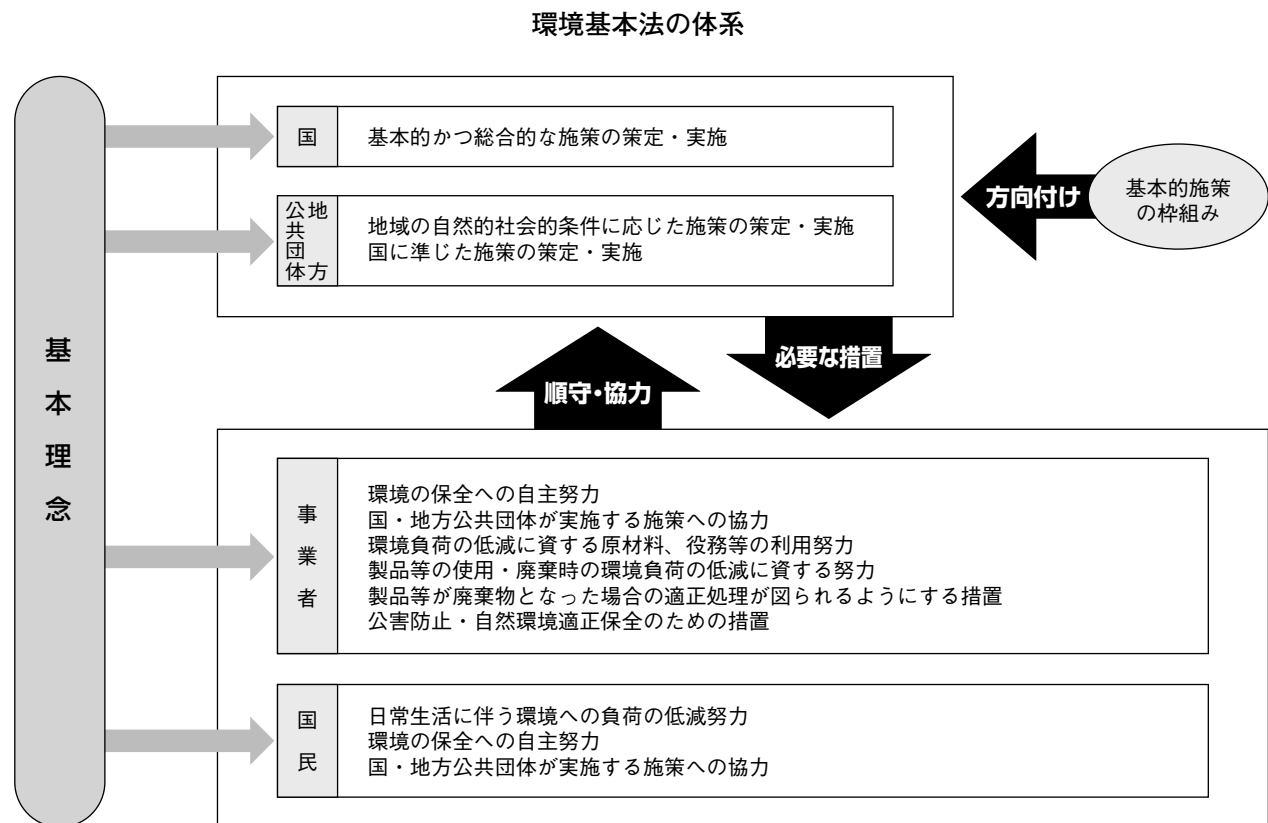 環境基本法の体系
基本理念
国
基本的かつ総合的な施策の策定・実施
地方公共団体
地域の自然的社会的条件に応じた施策の策定・実施
国に準じた施策の策定・実施
方向付け
基本的施策
の枠組み
順守・協力
必要な措置
事業者
環境の保全への自主努力
国・地方公共団体が実施する施策への協力
環境負荷の低減に資する原材料、役務等の利用努力
製品等の使用・廃棄時の環境負荷の低減に資する努力
製品等が廃棄物となった場合の適正処理が図られるようにする措置
公害防止・自然環境適正保全のための措置
国民
日常生活に伴う環境への負荷の低減努力
環境の保全への自主努力
国・地方公共団体が実施する施策への協力